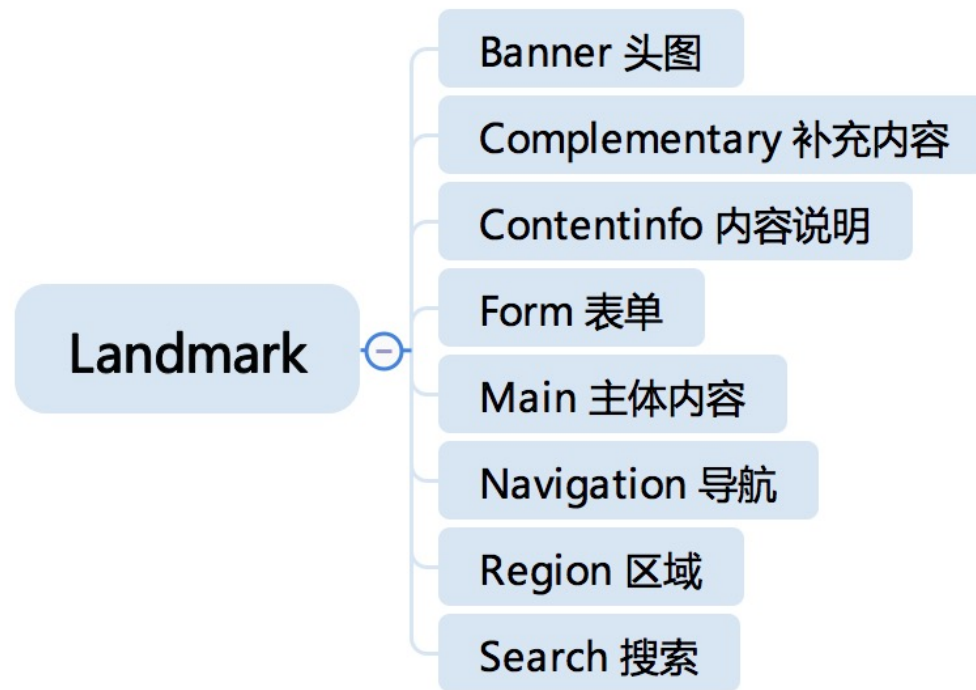 Banner 头图
Complementary 补充内容
Contentinfo 内容说明
Form 表单
Landmark
Main 主体内容
Navigation 导航
Region 区域
Search 搜索